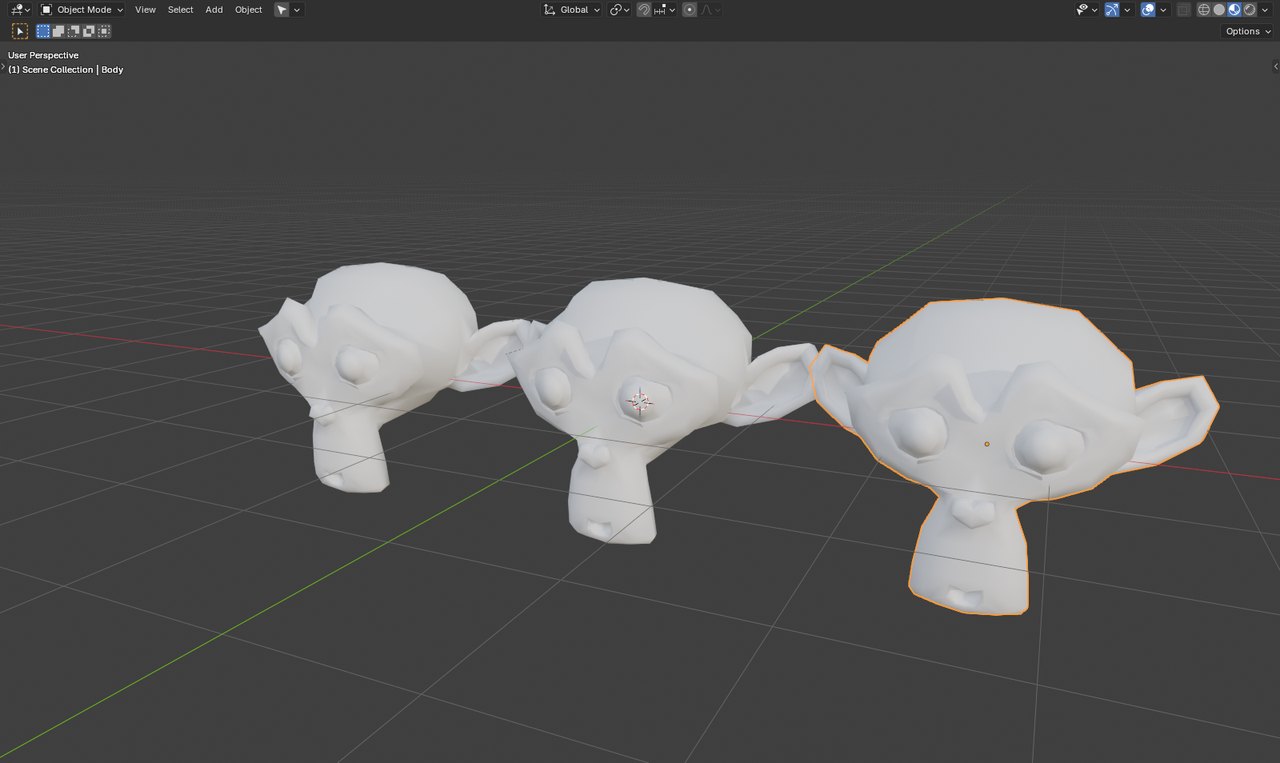 Object Mode View Select Add Object Global
Options
User Perspective
(1) Scene Collection | Body